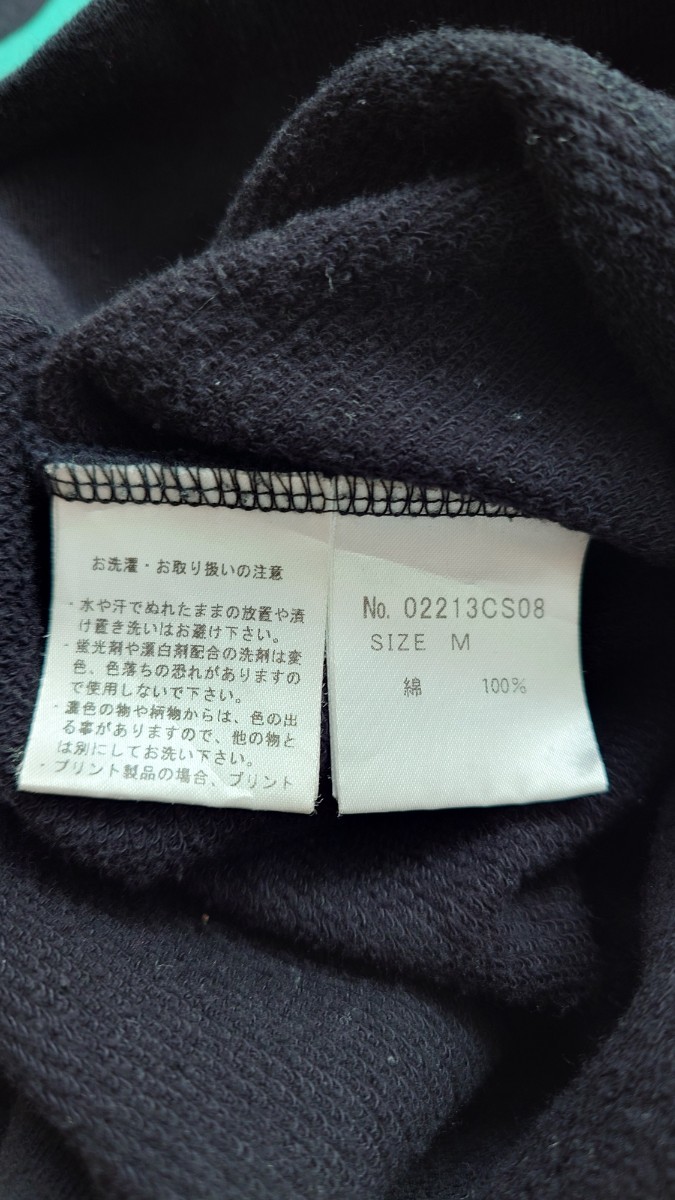 お洗濯・お取り扱いの注意
・水や汗でぬれたままの放置や漬
け置き洗いはお避け下さい。
・蛍光剤や漂白剤配合の洗剤は変
色、色落ちの恐れがありますの
で使用しないで下さい。
・濃色の物や柄物からは、色の出
る事がありますので、他の物と
は別にしてお洗い下さい。
・プリント製品の場合、プリント
No. 02213CS08
SIZE M
綿 100%